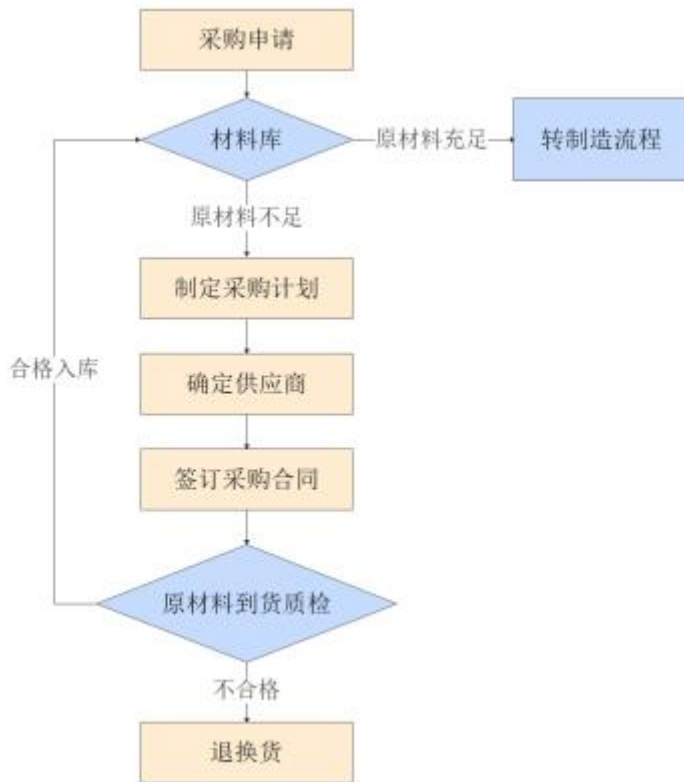 采购申请
材料库
原材料充足
转制造流程
原材料不足
制定采购计划
合格入库
确定供应商
签订采购合同
原材料到货质检
不合格
退换货